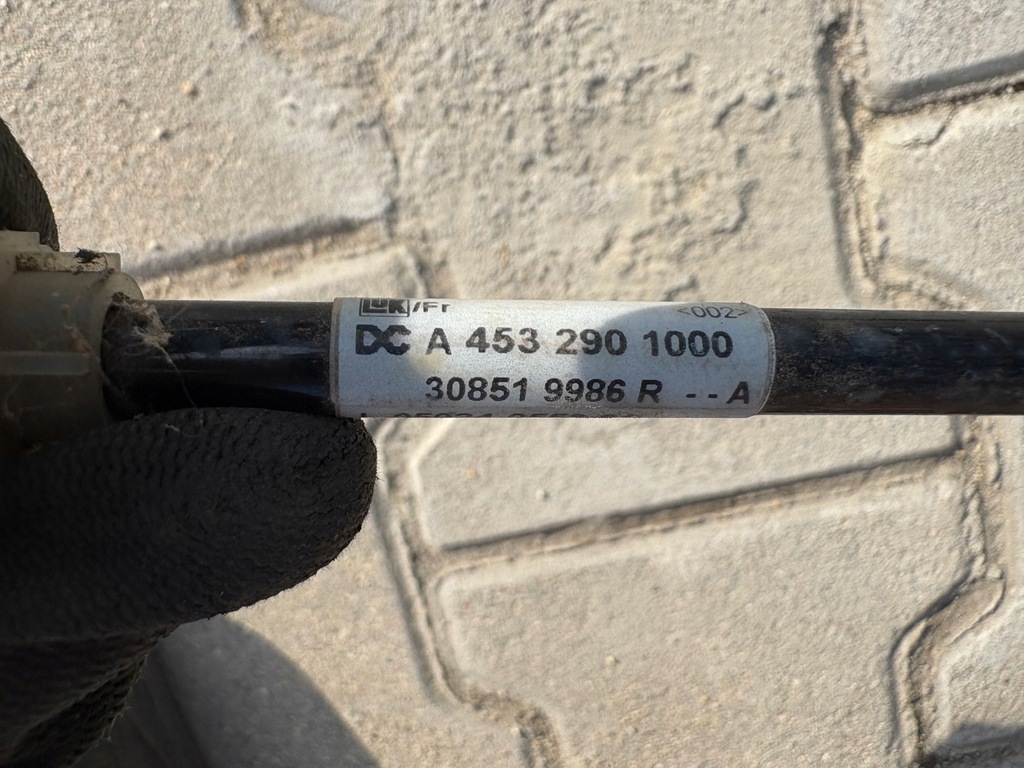 LUK/Fr <002>
DC A 453 290 1000
30851 9986 R - - A